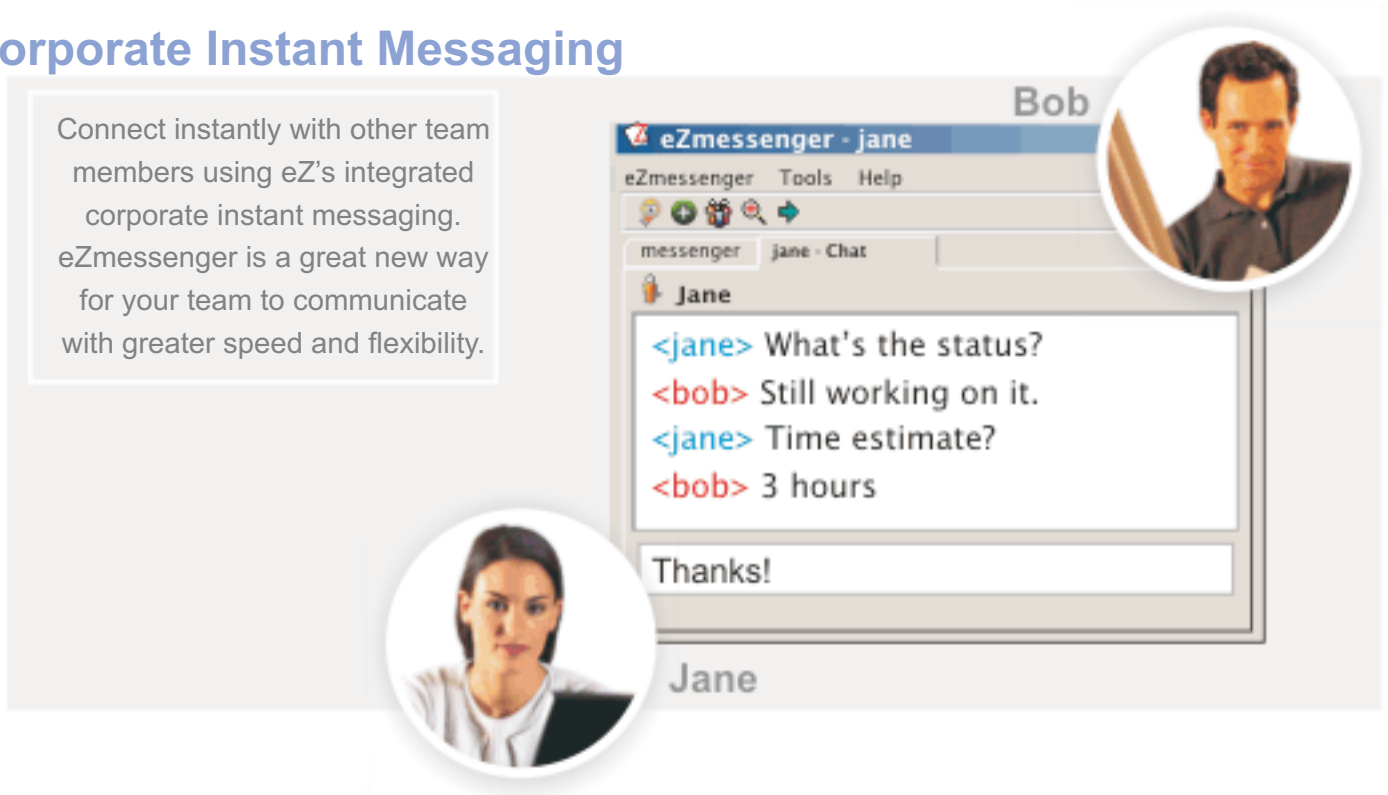 orporate Instant Messaging
Connect instantly with other team
members using eZ’s integrated
corporate instant messaging.
eZmessenger is a great new way
for your team to communicate
with greater speed and flexibility.
Bob
eZmessenger - jane
eZmessenger Tools Help
messenger jane - Chat
Jane
<jane> What's the status?
<bob> Still working on it.
<jane> Time estimate?
<bob> 3 hours
Thanks!
Jane